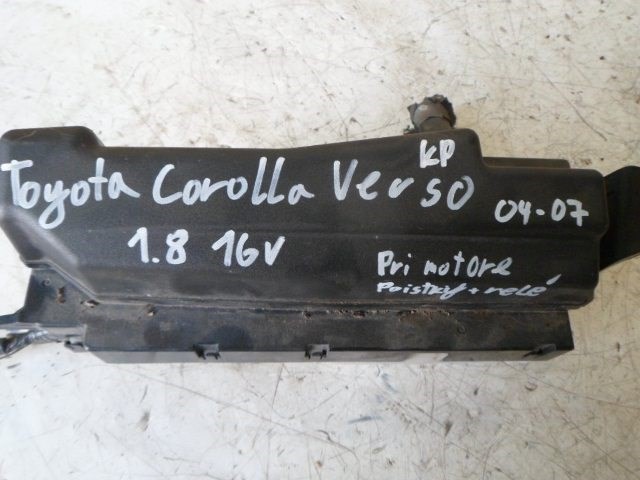 KP
Toyota Corolla Verso 04-07
1.8 16V
Pri motore
Poistky + relé